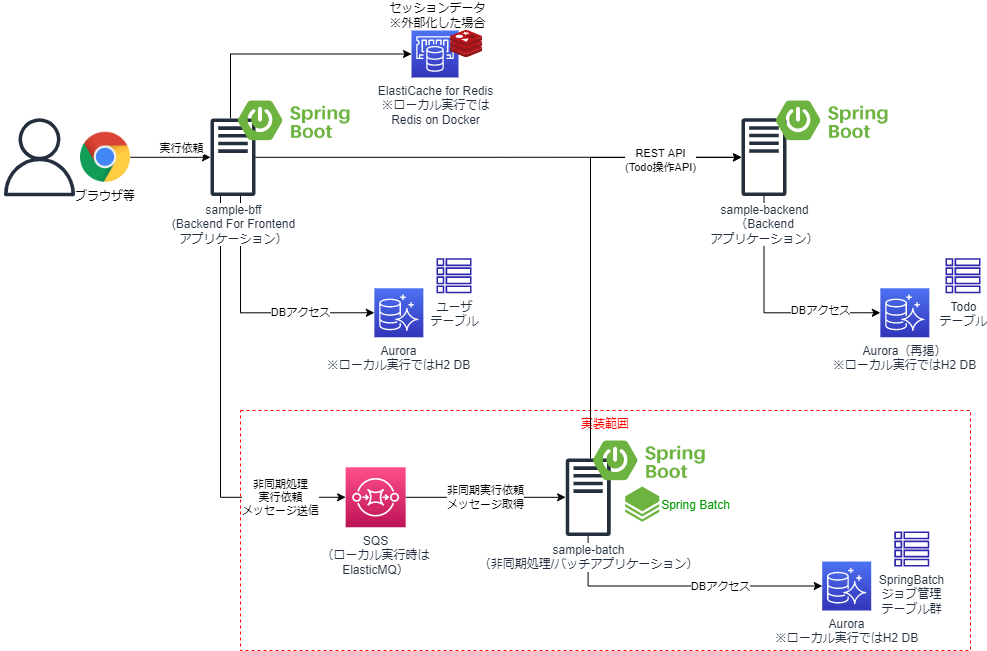 セッションデータ
※外部化した場合
ElastiCache for Redis
※ローカル実行では
Redis on Docker
Spring
Boot
Spring
Boot
実行依頼
ブラウザ等
REST API
(Todo操作API)
sample-bff
(Backend For Frontend
アプリケーション)
sample-backend
（Backend
アプリケーション）
DBアクセス
ユーザ
テーブル
Aurora
※ローカル実行ではH2 DB
DBアクセス
Todo
テーブル
Aurora（再掲）
※ローカル実行ではH2 DB
実装範囲
Spring
Boot
Spring Batch
非同期処理
実行依頼
メッセージ送信
非同期実行依頼
メッセージ取得
SQS
（ローカル実行時は
ElasticMQ）
sample-batch
（非同期処理/バッチアプリケーション）
DBアクセス
SpringBatch
ジョブ管理
テーブル群
Aurora
※ローカル実行ではH2 DB